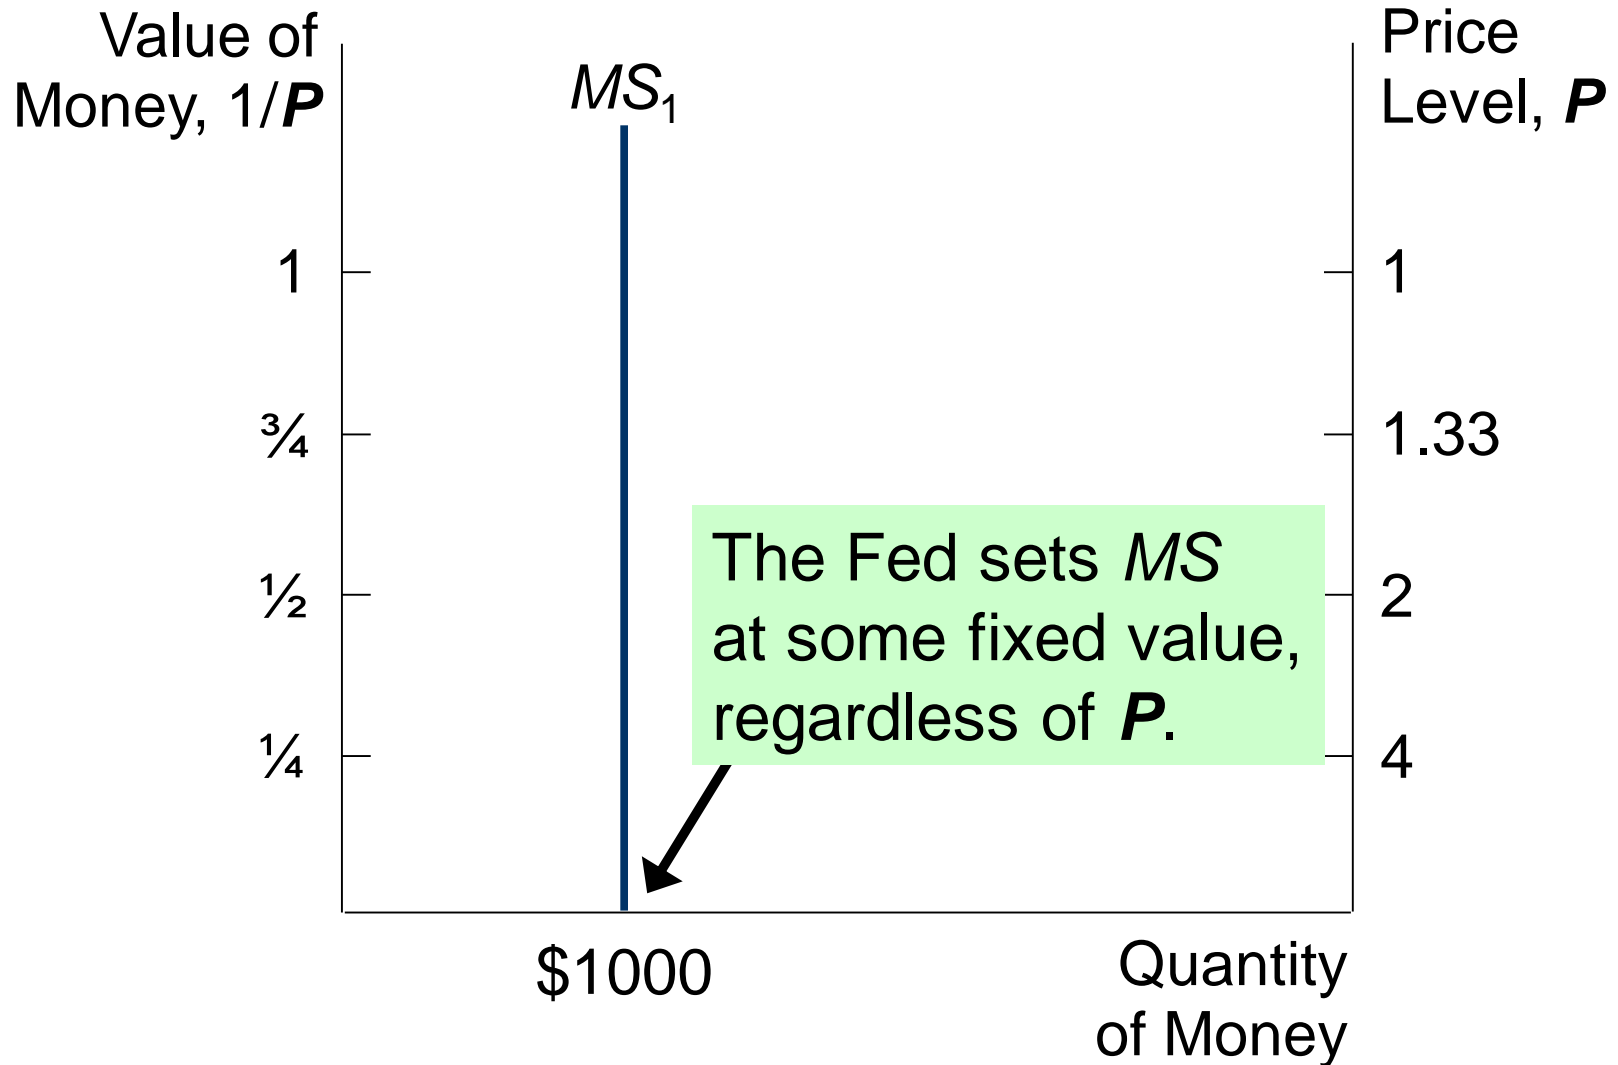 Value of
Money, 1/P
MS₁
Price
Level, P
1
1
¾
1.33
The Fed sets MS
at some fixed value,
regardless of P.
½
2
¼
4
$1000
Quantity
of Money